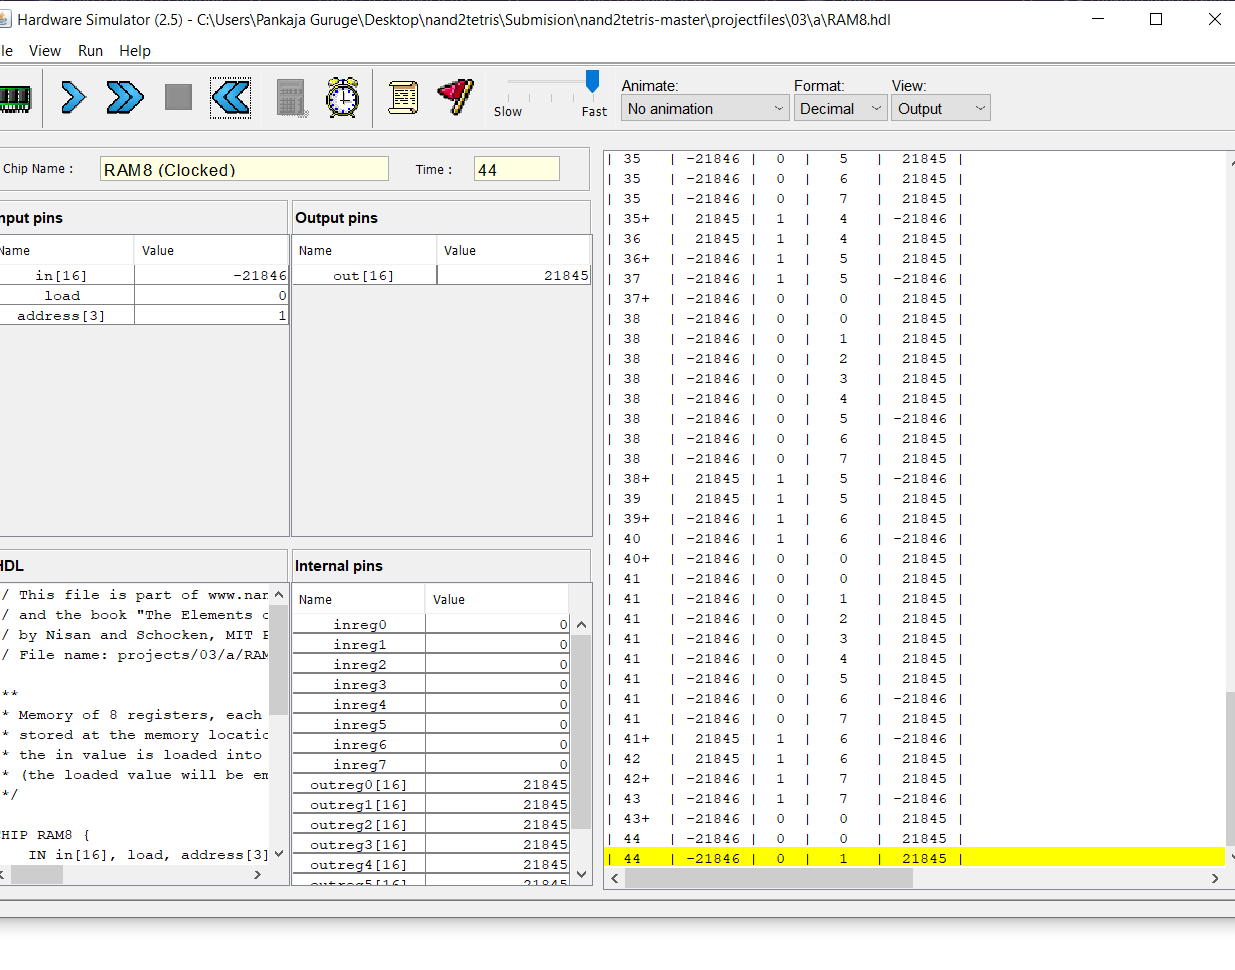 Hardware Simulator (2.5) - C:\Users\Pankaja Guruge\Desktop\nand2tetris\Submision\nand2tetris-master\projectfiles\03\a\RAM8.hdl
le View Run Help
Slow Fast
Animate: Format: View:
No animation Decimal Output
Chip Name : RAM8 (Clocked) Time : 44
nput pins
Name Value
in[16] -21846
load 0
address[3] 1
Output pins
Name Value
out[16] 21845
HDL
/ This file is part of www.nan
/ and the book "The Elements o
/ by Nisan and Schocken, MIT P
/ File name: projects/03/a/RAM
**
* Memory of 8 registers, each
* stored at the memory locatio
* the in value is loaded into
* (the loaded value will be em
*/
CHIP RAM8 {
IN in[16], load, address[3]
Internal pins
Name Value
inreg0 0
inreg1 0
inreg2 0
inreg3 0
inreg4 0
inreg5 0
inreg6 0
inreg7 0
outreg0[16] 21845
outreg1[16] 21845
outreg2[16] 21845
outreg3[16] 21845
outreg4[16] 21845
outreg5[16] 21845
| 35 | -21846 | 0 | 5 | 21845 |
| 35 | -21846 | 0 | 6 | 21845 |
| 35 | -21846 | 0 | 7 | 21845 |
| 35+ | 21845 | 1 | 4 | -21846 |
| 36 | 21845 | 1 | 4 | 21845 |
| 36+ | -21846 | 1 | 5 | 21845 |
| 37 | -21846 | 1 | 5 | -21846 |
| 37+ | -21846 | 0 | 0 | 21845 |
| 38 | -21846 | 0 | 0 | 21845 |
| 38 | -21846 | 0 | 1 | 21845 |
| 38 | -21846 | 0 | 2 | 21845 |
| 38 | -21846 | 0 | 3 | 21845 |
| 38 | -21846 | 0 | 4 | 21845 |
| 38 | -21846 | 0 | 5 | -21846 |
| 38 | -21846 | 0 | 6 | 21845 |
| 38 | -21846 | 0 | 7 | 21845 |
| 38+ | 21845 | 1 | 5 | -21846 |
| 39 | 21845 | 1 | 5 | 21845 |
| 39+ | -21846 | 1 | 6 | 21845 |
| 40 | -21846 | 1 | 6 | -21846 |
| 40+ | -21846 | 0 | 0 | 21845 |
| 41 | -21846 | 0 | 0 | 21845 |
| 41 | -21846 | 0 | 1 | 21845 |
| 41 | -21846 | 0 | 2 | 21845 |
| 41 | -21846 | 0 | 3 | 21845 |
| 41 | -21846 | 0 | 4 | 21845 |
| 41 | -21846 | 0 | 5 | 21845 |
| 41 | -21846 | 0 | 6 | -21846 |
| 41 | -21846 | 0 | 7 | 21845 |
| 41+ | 21845 | 1 | 6 | -21846 |
| 42 | 21845 | 1 | 6 | 21845 |
| 42+ | -21846 | 1 | 7 | 21845 |
| 43 | -21846 | 1 | 7 | -21846 |
| 43+ | -21846 | 0 | 0 | 21845 |
| 44 | -21846 | 0 | 0 | 21845 |
| 44 | -21846 | 0 | 1 | 21845 |